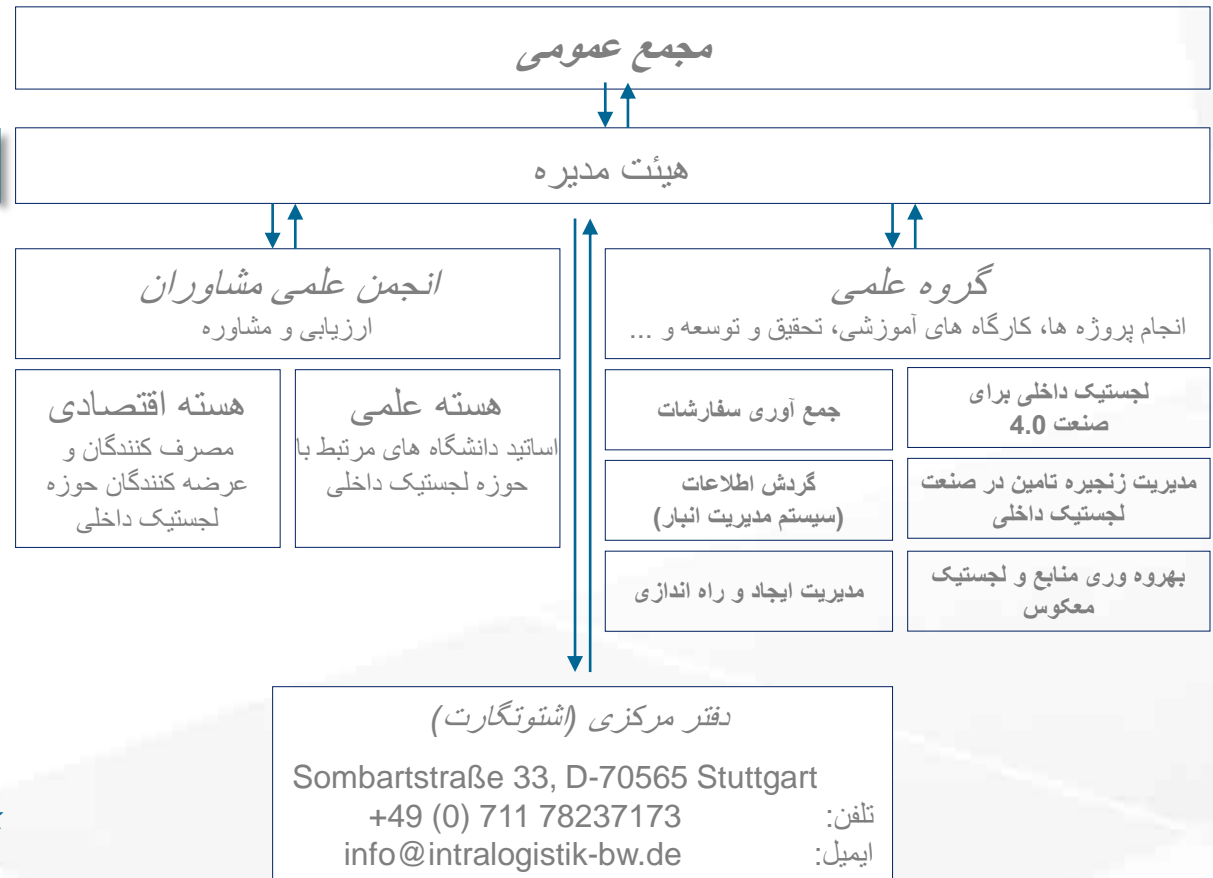 مجمع عمومی
هیئت مدیره
گروه علمی
انجام پروژه ها، کارگاه های آموزشی، تحقیق و توسعه و ...
انجمن علمی مشاوران
ارزیابی و مشاوره
لجستیک داخلی برای
صنعت 4.0
جمع آوری سفارشات
مدیریت زنجیره تامین در صنعت
لجستیک داخلی
گردش اطلاعات
(سیستم مدیریت انبار)
بهروه وری منابع و لجستیک
معکوس
مدیریت ایجاد و راه اندازی
هسته علمی
اساتید دانشگاه های مرتبط با
حوزه لجستیک داخلی
هسته اقتصادی
مصرف کنندگان و
عرضه کنندگان حوزه
لجستیک داخلی
دفتر مرکزی (اشتوتگارت)
Sombartstraße 33, D-70565 Stuttgart
تلفن: +49 (0) 711 78237173
ایمیل: info@intralogistik-bw.de